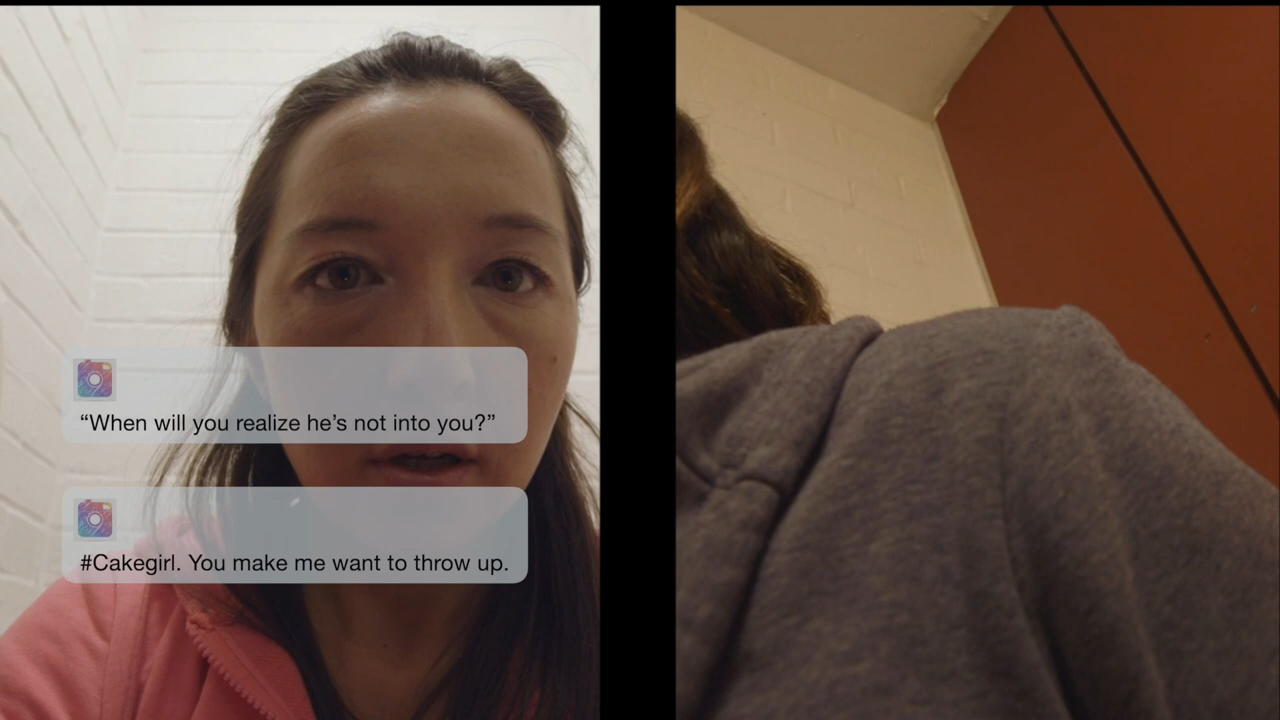 “When will you realize he’s not into you?”
#Cakegirl. You make me want to throw up.